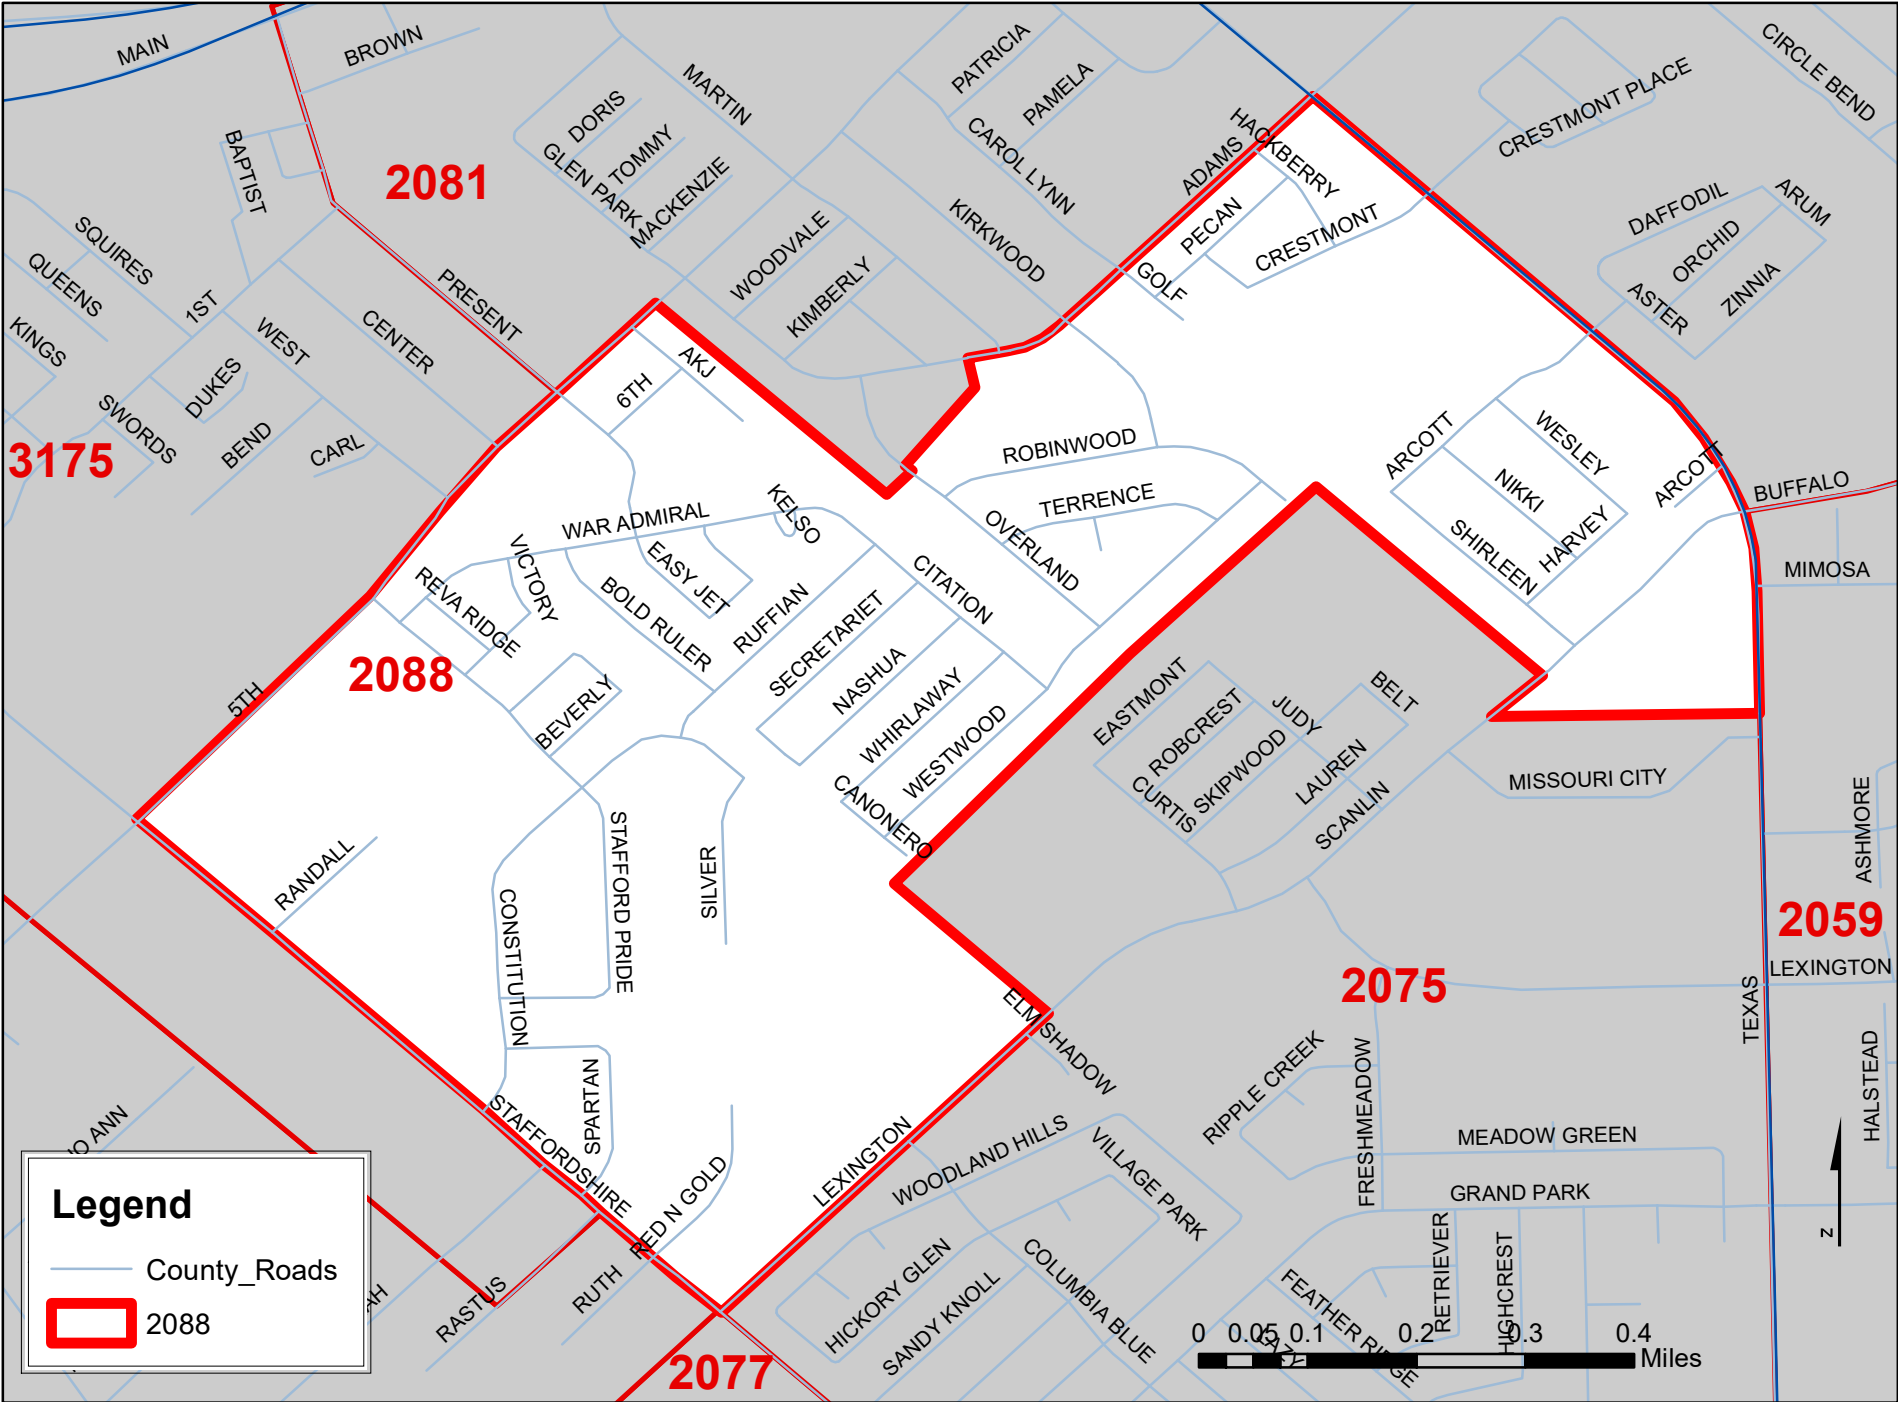 MAIN
BROWN
MARTIN
PATRICIA
PAMELA
CIRCLE BEND
CRESTMONT PLACE
DORIS
TOMMY
GLEN PARK
MACKENZIE
CAROL LYNN
HACKBERRY
ADAMS
BAPTIST
2081
SQUIRES
QUEENS
KINGS
1ST
WEST
CENTER
PRESENT
WOODVALE
KIMBERLY
KIRKWOOD
PECAN
GOLF
CRESTMONT
DAFFODIL
ARUM
ORCHID
ZINNIA
ASTER
DUKES
SWORDS
BEND
CARL
3175
AKJ
6TH
ROBINWOOD
TERRENCE
OVERLAND
ARCOTT
WESLEY
NIKKI
HARVEY
SHIRLEEN
ARCOTT
BUFFALO
MIMOSA
WAR ADMIRAL
KELSO
VICTORY
REVA RIDGE
EASY JET
BOLD RULER
RUFFIAN
SECRETARIET
CITATION
NASHUA
WHIRLAWAY
WESTWOOD
CANONERO
2088
5TH
BEVERLY
EASTMONT
C ROBCREST
JUDY
BELT
SKIPWOOD
CURTIS
LAUREN
SCANLIN
MISSOURI CITY
ASHMORE
2059
LEXINGTON
TEXAS
HALSTEAD
RANDALL
CONSTITUTION
STAFFORD PRIDE
SILVER
2075
ELM SHADOW
RIPPLE CREEK
FRESHMEADOW
MEADOW GREEN
GRAND PARK
SPARTAN
STAFFORDSHIRE
RED N GOLD
LEXINGTON
WOODLAND HILLS
VILLAGE PARK
COLUMBIA BLUE
HICKORY GLEN
SANDY KNOLL
FEATHER RIDGE
RETRIEVER
HIGHCREST
RASTUS
RUTH
2077
Legend
County_Roads
2088
0 0.05 0.1 0.2 0.3 0.4
Miles
z